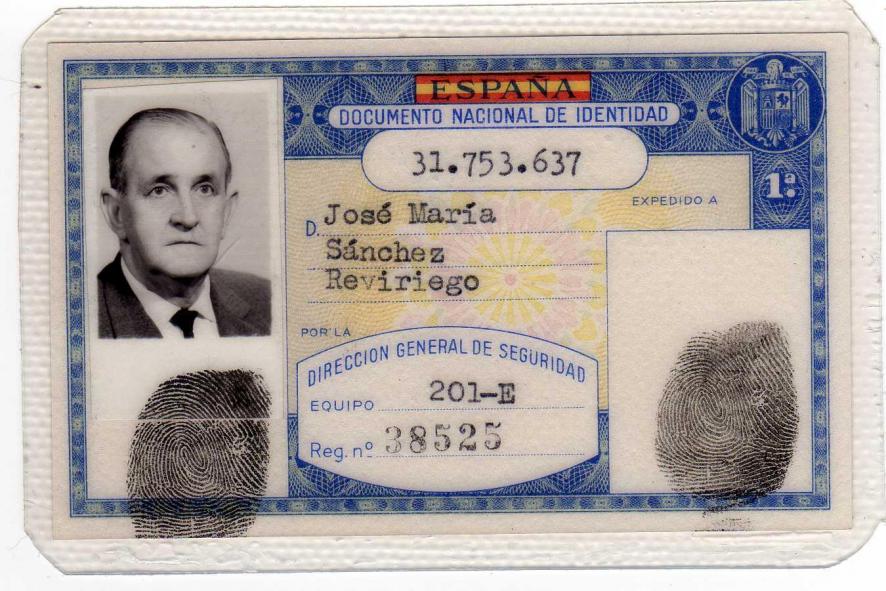 ESPAÑA
DOCUMENTO NACIONAL DE IDENTIDAD
31.753.637
1ª.
EXPEDIDO A
D. José María
Sánchez
Reviriego
POR LA
DIRECCION GENERAL DE SEGURIDAD
EQUIPO 201-E
Reg. nº 38525